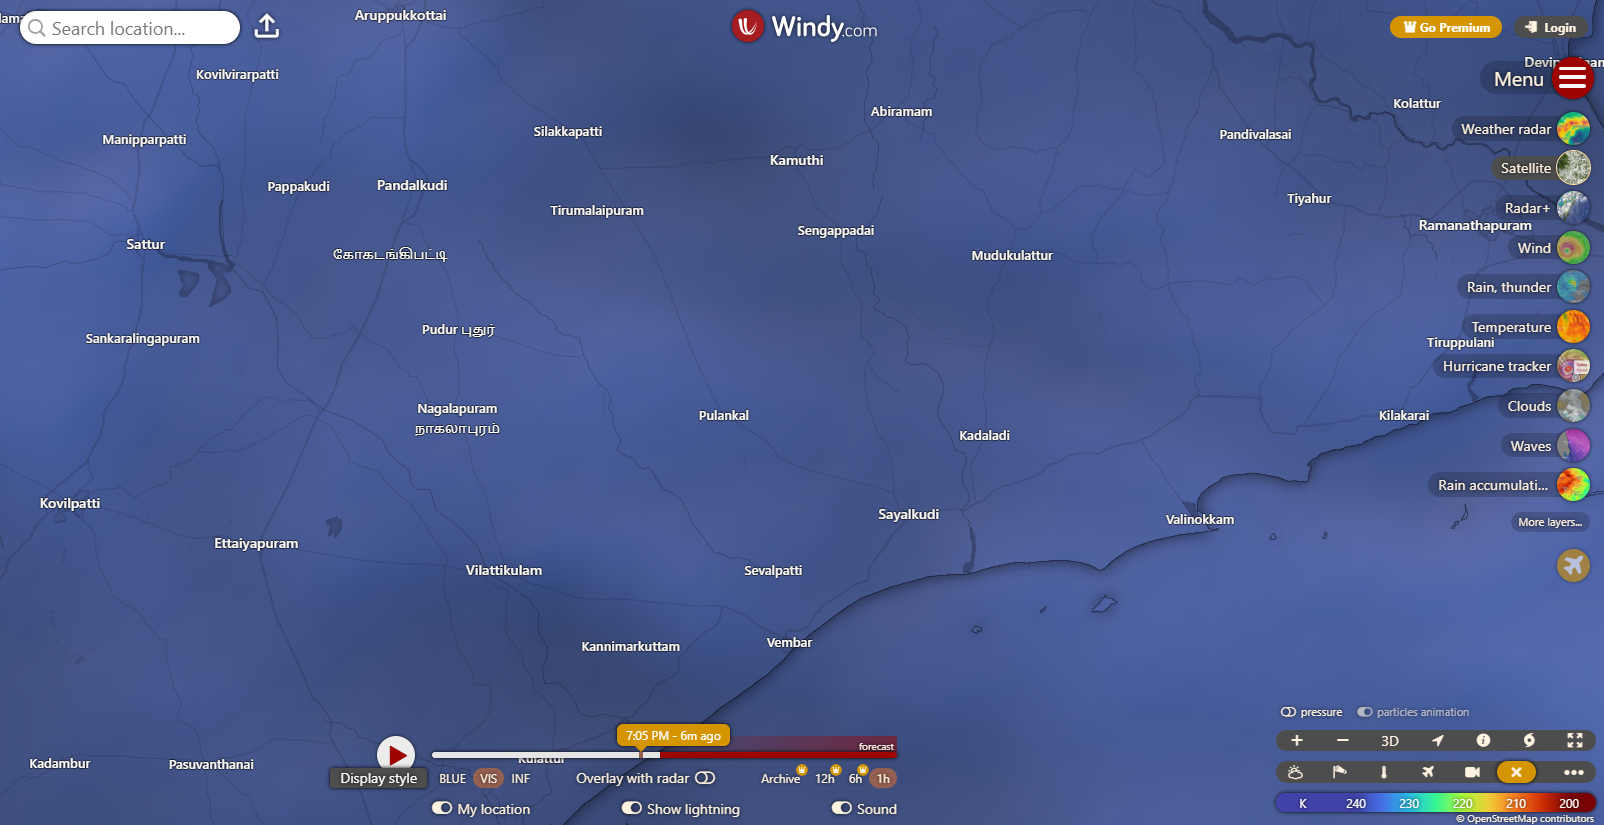 Search location...
Windy.com
Go Premium
Login
Menu
Weather radar
Satellite
Radar+
Wind
Rain, thunder
Temperature
Hurricane tracker
Clouds
Waves
Rain accumulati...
More layers...
Aruppukkottai
Kovilvirarpatti
Manipparpatti
Silakkapatti
Abiramam
Kolattur
Pandivalasai
Kamuthi
Pappakudi
Pandalkudi
Tirumalaipuram
Tiyahur
Ramanathapuram
Sengappadai
Sattur
கோகடங்கிபட்டி
Mudukulattur
Pudur புதுர்
Sankaralingapuram
Tiruppulani
Nagalapuram
நாகலாபுரம்
Pulankal
Kilakarai
Kadaladi
Kovilpatti
Sayalkudi
Valinokkam
Ettaiyapuram
Vilattikulam
Sevalpatti
Kannimarkuttam
Vembar
Kadambur
Pasuvanthanai
7:05 PM - 6m ago
forecast
Display style
BLUE VIS INF
Overlay with radar
Archive 12h 6h 1h
My location
Show lightning
Sound
pressure
particles animation
3D
K 240 230 220 210 200
© OpenStreetMap contributors